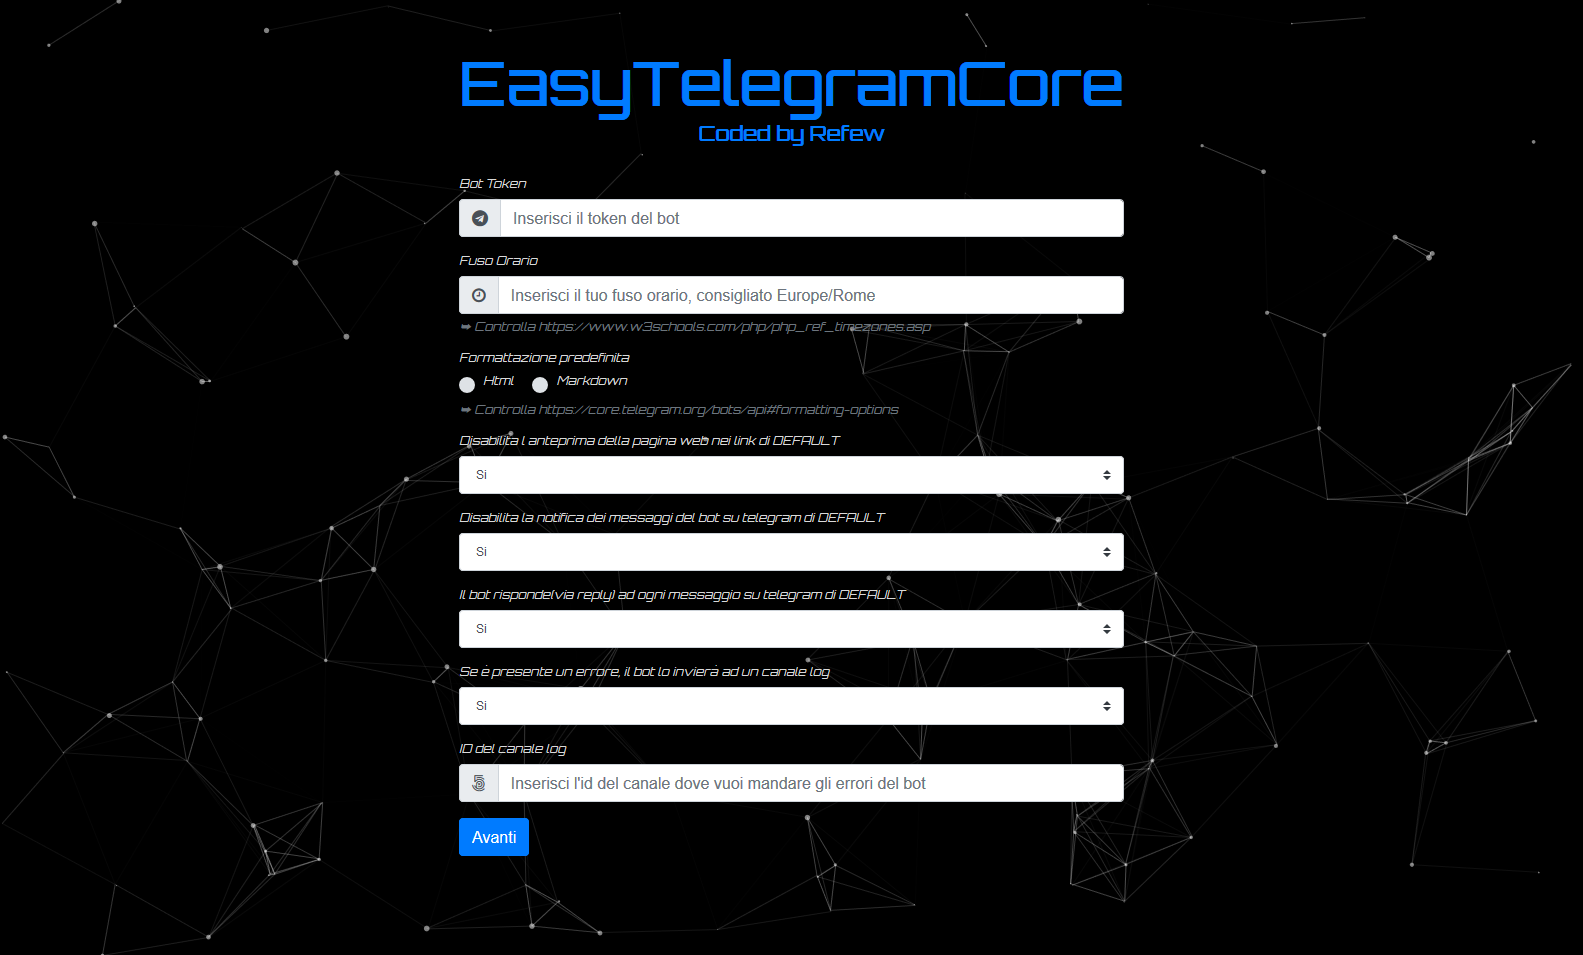 EasyTelegramCore
Coded by Refew
Bot Token
Inserisci il token del bot
Fuso Orario
Inserisci il tuo fuso orario, consigliato Europe/Rome
➥ Controlla https://www.w3schools.com/php/php_ref_timezones.asp
Formattazione predefinita
Html Markdown
➥ Controlla https://core.telegram.org/bots/api#formatting-options
Disabilita l anteprima della pagina web nei link di DEFAULT
Si
Disabilita la notifica dei messaggi del bot su telegram di DEFAULT
Si
Il bot risponde(via reply) ad ogni messaggio su telegram di DEFAULT
Si
Se è presente un errore, il bot lo invierà ad un canale log
Si
ID del canale log
Inserisci l'id del canale dove vuoi mandare gli errori del bot
Avanti